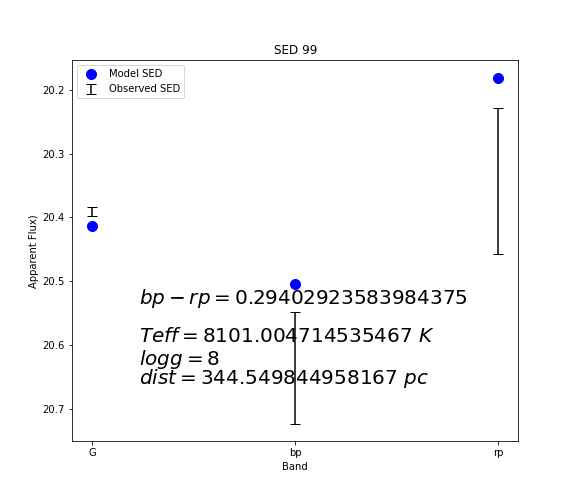 SED 99
Model SED
Observed SED
20.2
20.3
20.4
20.5
20.6
20.7
Apparent Flux)
bp − rp = 0.29402923583984375
Teff = 8101.004714535467 K
logg = 8
dist = 344.549844958167 pc
G bp rp
Band